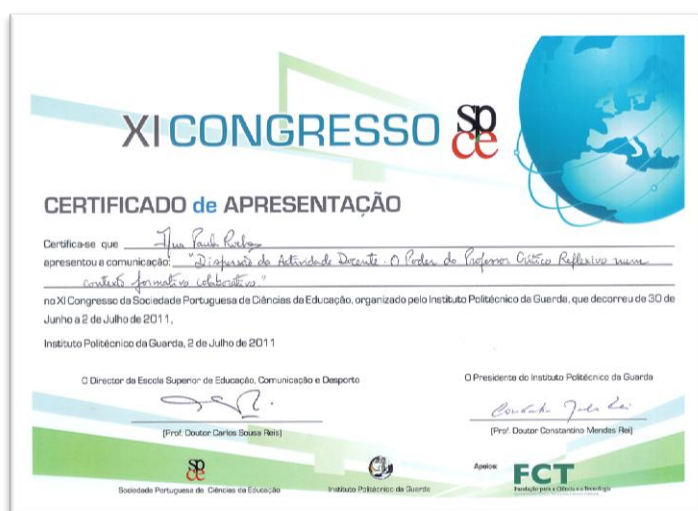 XI CONGRESSO spce
CERTIFICADO de APRESENTAÇÃO
Certifica-se que Ana Paula Rocha
apresentou a comunicação: "Dispersão da Actividade Docente. O Poder do Professor Crítico Reflexivo num
contexto formativo colaborativo"
no XI Congresso da Sociedade Portuguesa de Ciências da Educação, organizado pelo Instituto Politécnico da Guarda, que decorreu de 30 de
Junho a 2 de Julho de 2011,
Instituto Politécnico da Guarda, 2 de Julho de 2011
O Director da Escola Superior de Educação, Comunicação e Desporto
O Presidente do Instituto Politécnico da Guarda
(Prof. Doutor Carlos Sousa Reis)
(Prof. Doutor Constantino Mendes Rei)
spce
Sociedade Portuguesa de Ciências da Educação
Instituto Politécnico da Guarda
Apoios:
FCT
Fundação para a Ciência e a Tecnologia